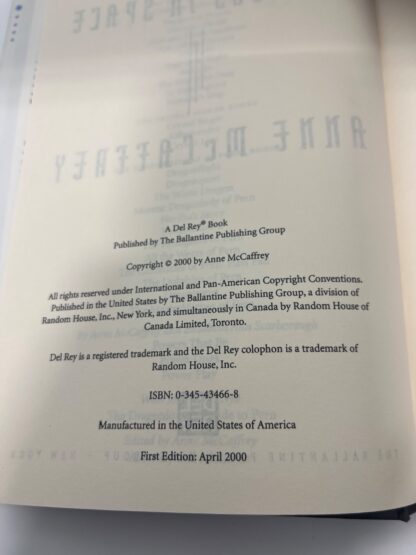 A Del Rey® Book
Published by The Ballantine Publishing Group
Copyright © 2000 by Anne McCaffrey
All rights reserved under International and Pan-American Copyright Conventions.
Published in the United States by The Ballantine Publishing Group, a division of
Random House, Inc., New York, and simultaneously in Canada by Random House of
Canada Limited, Toronto.
Del Rey is a registered trademark and the Del Rey colophon is a trademark of
Random House, Inc.
ISBN: 0-345-43466-8
Manufactured in the United States of America
First Edition: April 2000